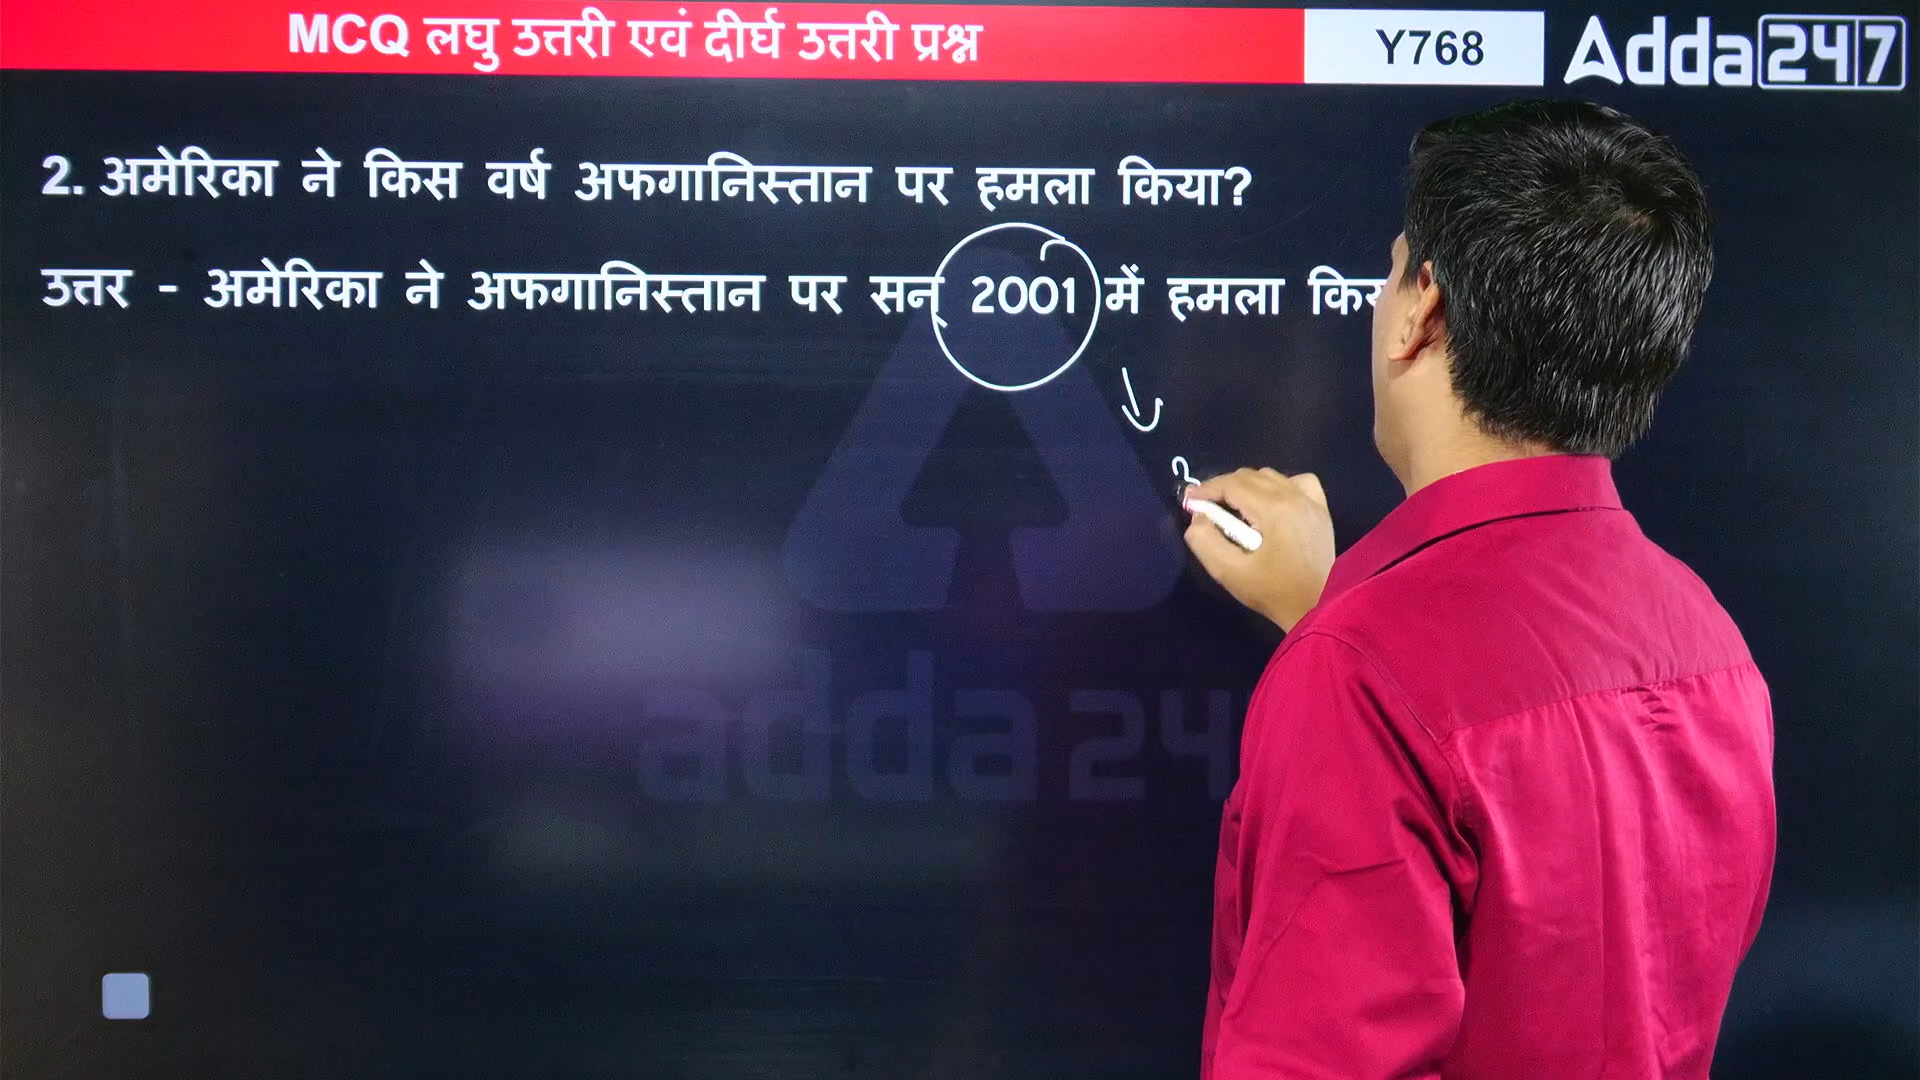 MCQ लघु उत्तरी एवं दीर्घ उत्तरी प्रश्न
Y768
Adda247
2. अमेरिका ने किस वर्ष अफगानिस्तान पर हमला किया?
उत्तर - अमेरिका ने अफगानिस्तान पर सन् 2001 में हमला
adda24